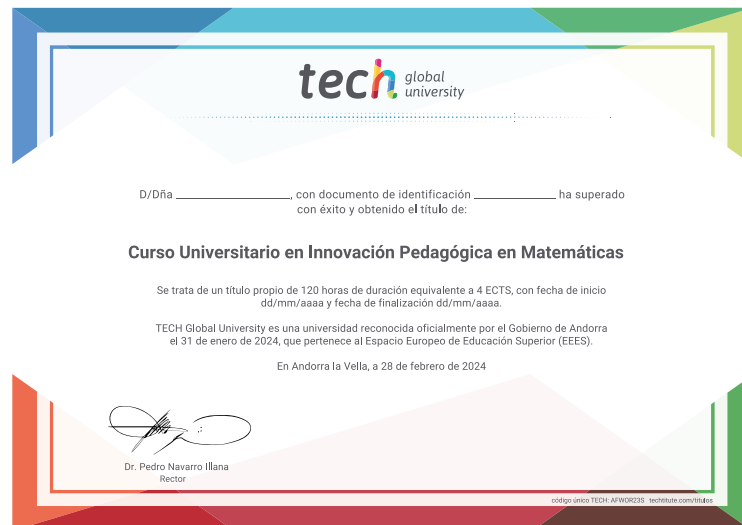 tech global university
D/Dña ____________________, con documento de identificación ______________ ha superado
con éxito y obtenido el título de:
Curso Universitario en Innovación Pedagógica en Matemáticas
Se trata de un título propio de 120 horas de duración equivalente a 4 ECTS, con fecha de inicio
dd/mm/aaaa y fecha de finalización dd/mm/aaaa.
TECH Global University es una universidad reconocida oficialmente por el Gobierno de Andorra
el 31 de enero de 2024, que pertenece al Espacio Europeo de Educación Superior (EEES).
En Andorra la Vella, a 28 de febrero de 2024
Dr. Pedro Navarro Illana
Rector
código único TECH: AFWOR23S techtitute.com/titulos